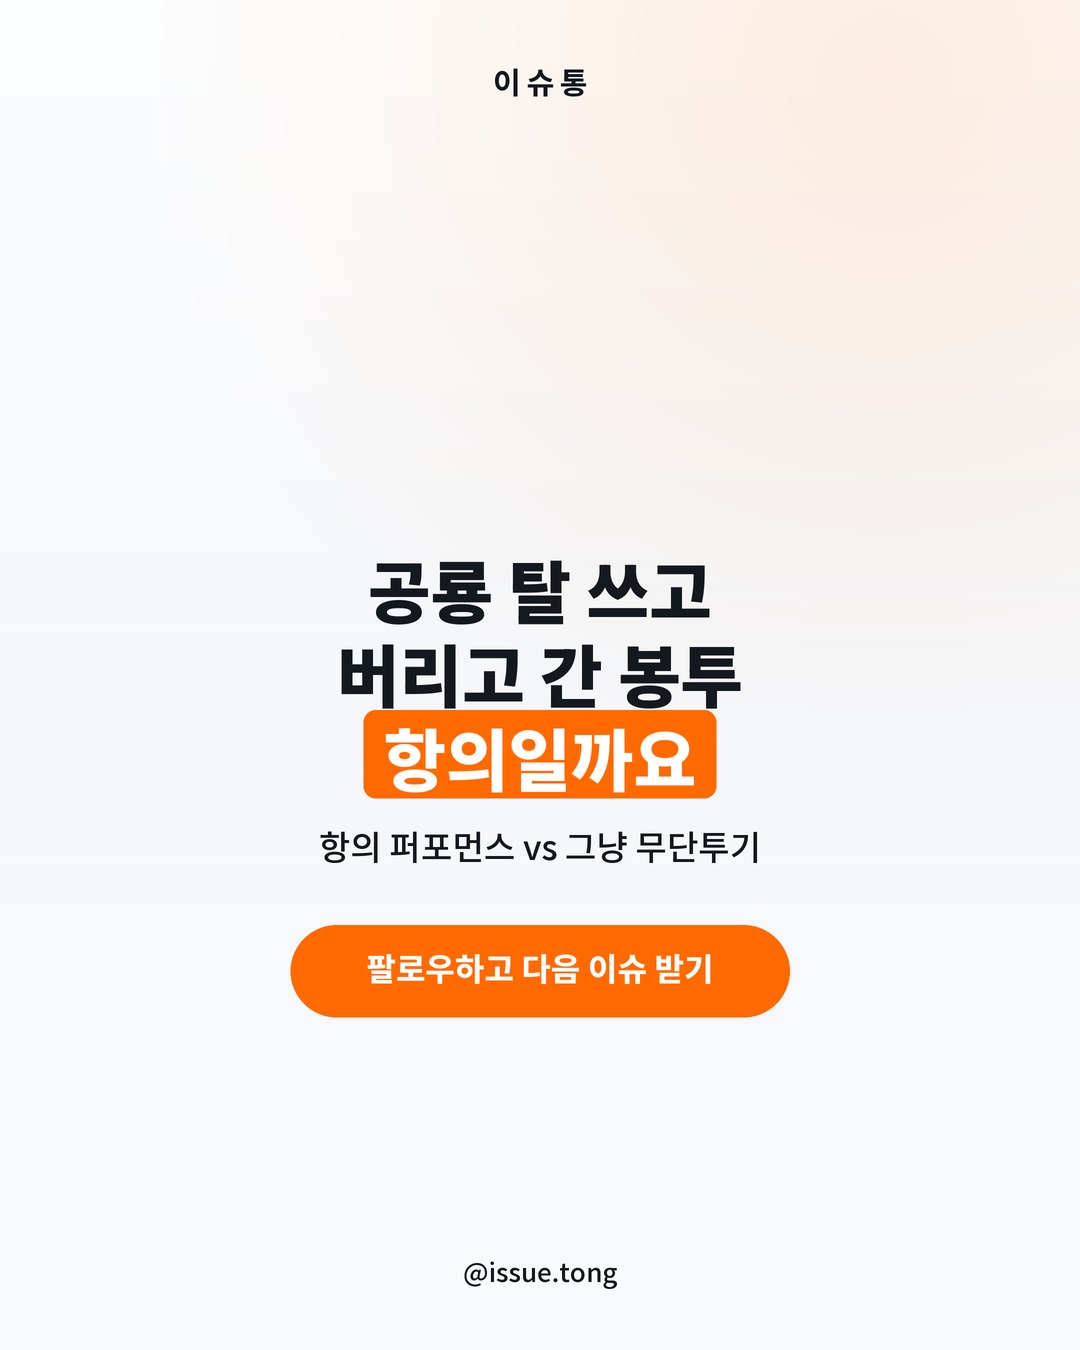 이슈통
공룡 탈 쓰고
버리고 간 봉투
항의일까요
항의 퍼포먼스 vs 그냥 무단투기
팔로우하고 다음 이슈 받기
@issue.tong